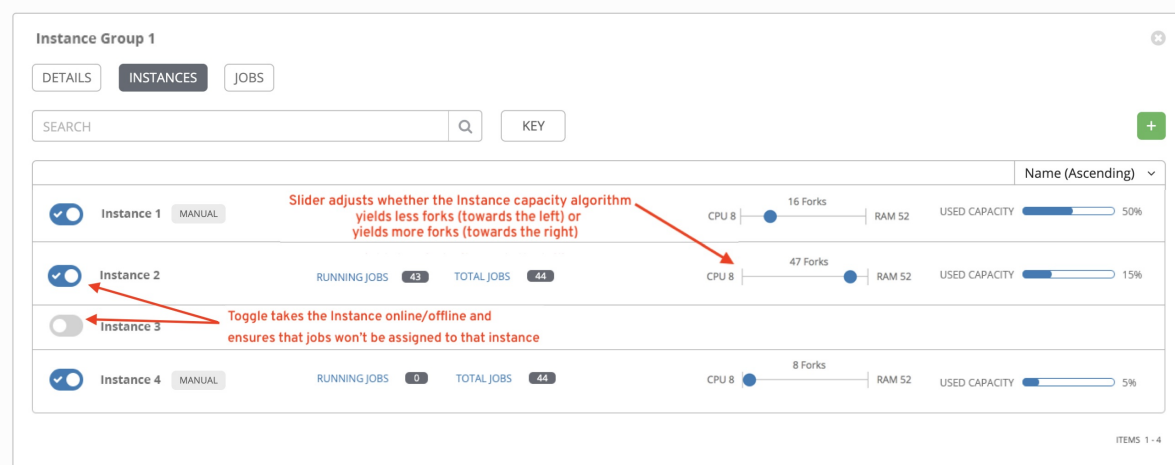 Instance Group 1
DETAILS INSTANCES JOBS
SEARCH KEY +
Name (Ascending)
Instance 1 MANUAL
Slider adjusts whether the Instance capacity algorithm
yields less forks (towards the left) or
yields more forks (towards the right)
16 Forks
CPU 8 RAM 52 USED CAPACITY 50%
Instance 2 RUNNING JOBS 43 TOTAL JOBS 44
47 Forks
CPU 8 RAM 52 USED CAPACITY 15%
Toggle takes the Instance online/offline and
Instance 3
ensures that jobs won't be assigned to that instance
8 Forks
Instance 4 MANUAL RUNNING JOBS 0 TOTAL JOBS 44 CPU 8 RAM 52 USED CAPACITY 5%
ITEMS 1 - 4